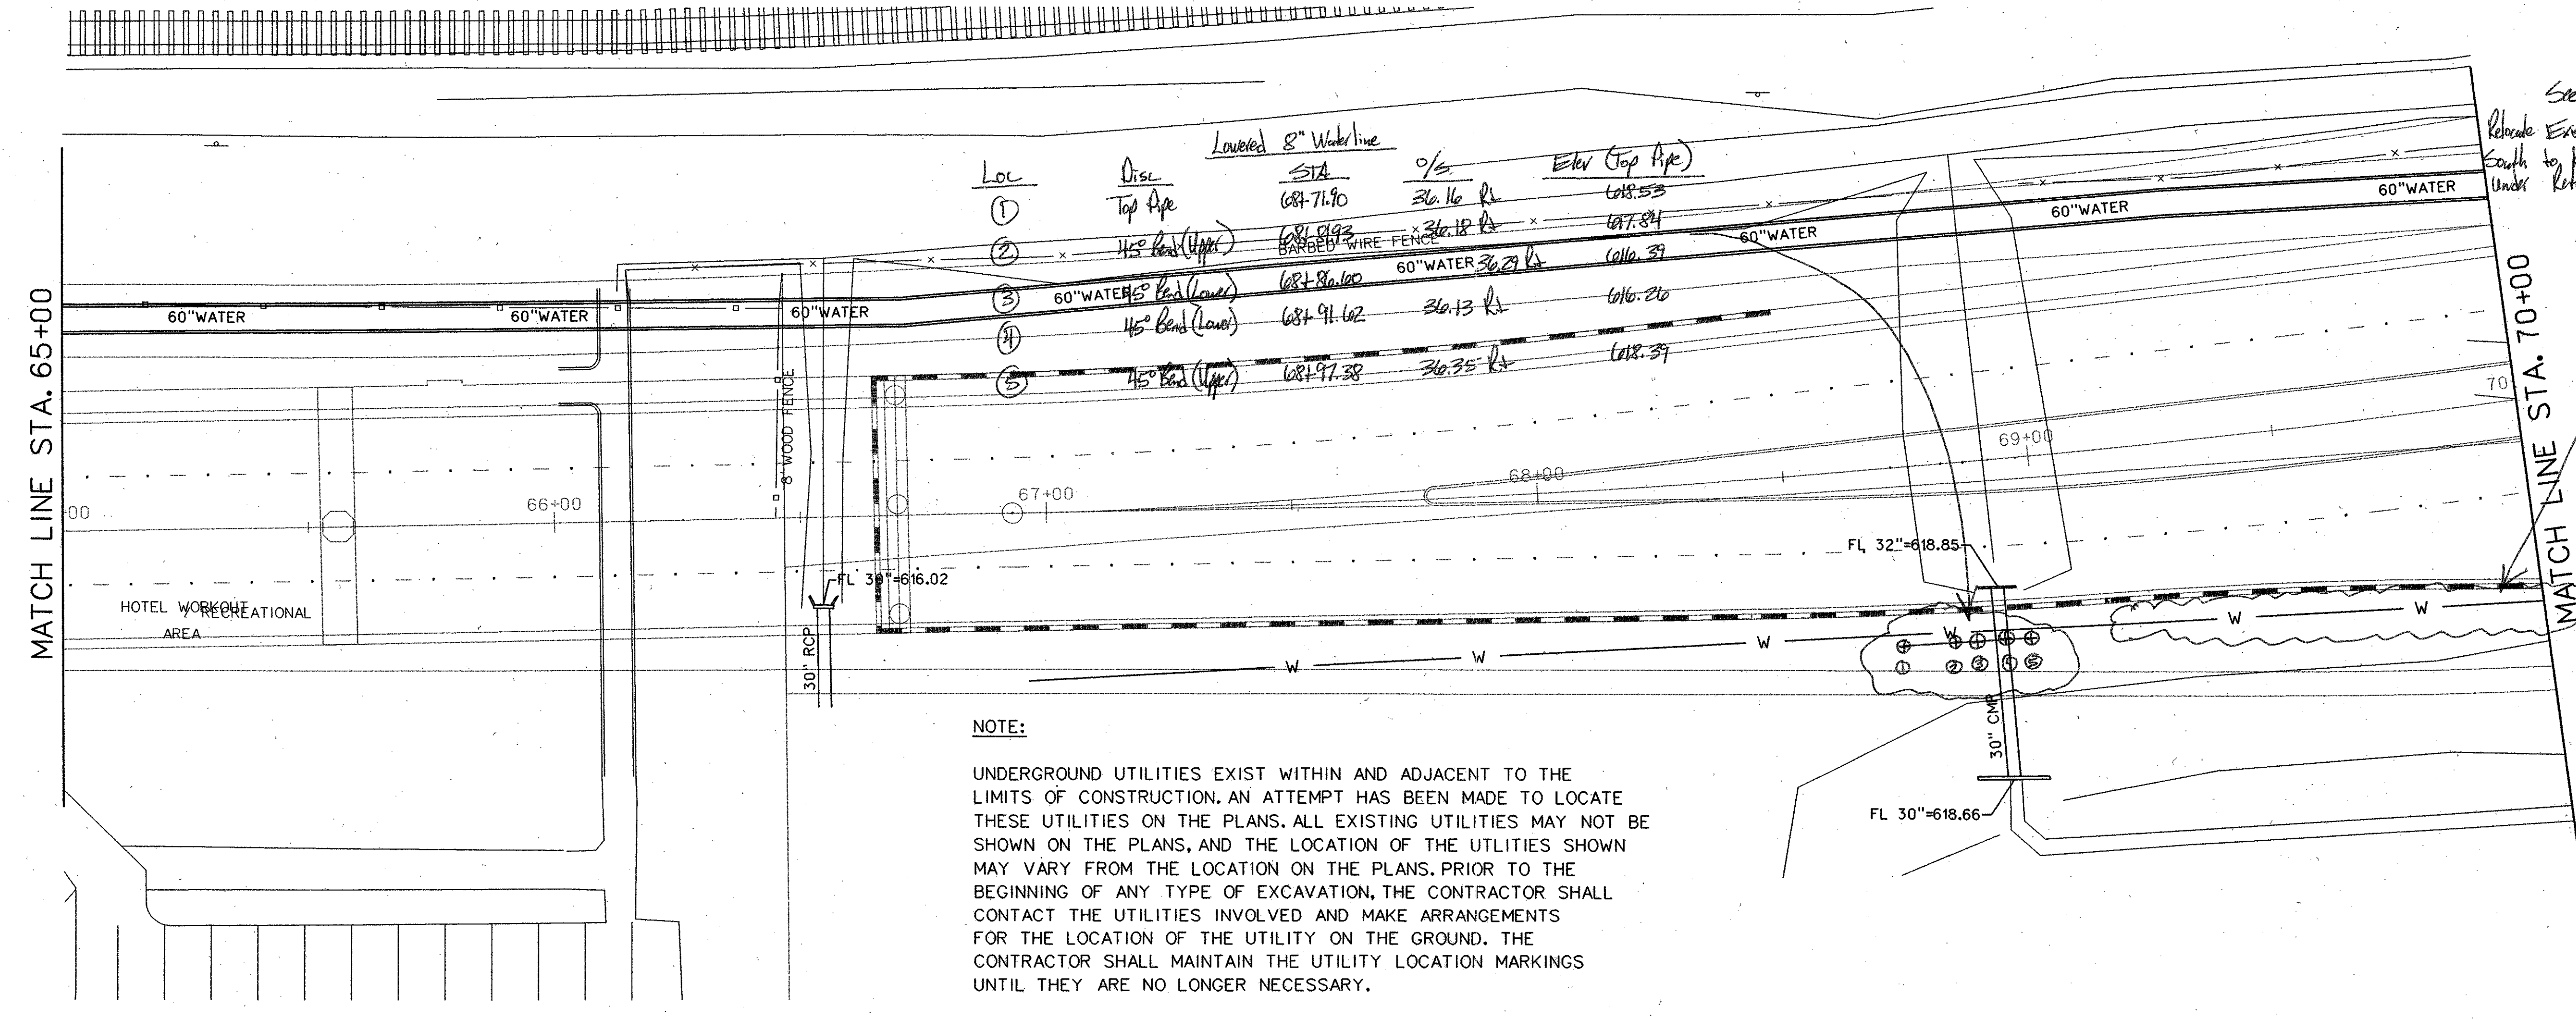 See
Relocate
South to
Under
Lowered 8" Waterline
Loc Disc STA O/S Elev (Top Pipe)
① Top Pipe 68+71.90 36.16 Rt 618.53
② 45° Bend (Upper) 36.18 Rt 617.84
BARBED WIRE FENCE
③ 45° Bend (Lower) 68+86.60 36.29 Rt 616.39
④ 45° Bend (Lower) 68+91.62 36.13 Rt 616.26
⑤ 45° Bend (Upper) 68+97.38 36.35 Rt 618.39
60"WATER
60"WATER
60"WATER
60"WATER
60"WATER
60"WATER
60"WATER
60"WATER
MATCH LINE STA. 65+00
MATCH LINE STA. 70+00
8' WOOD FENCE
00
66+00
67+00
68+00
69+00
70
FL 32"=618.85
FL 30"=616.02
HOTEL WORKOUT
/ RECREATIONAL
AREA
30" RCP
W W W W W W
① ② ③ ④ ⑤
30" CMP
FL 30"=618.66
NOTE:
UNDERGROUND UTILITIES EXIST WITHIN AND ADJACENT TO THE
LIMITS OF CONSTRUCTION. AN ATTEMPT HAS BEEN MADE TO LOCATE
THESE UTILITIES ON THE PLANS. ALL EXISTING UTILITIES MAY NOT BE
SHOWN ON THE PLANS, AND THE LOCATION OF THE UTLITIES SHOWN
MAY VARY FROM THE LOCATION ON THE PLANS. PRIOR TO THE
BEGINNING OF ANY TYPE OF EXCAVATION, THE CONTRACTOR SHALL
CONTACT THE UTILITIES INVOLVED AND MAKE ARRANGEMENTS
FOR THE LOCATION OF THE UTILITY ON THE GROUND. THE
CONTRACTOR SHALL MAINTAIN THE UTILITY LOCATION MARKINGS
UNTIL THEY ARE NO LONGER NECESSARY.